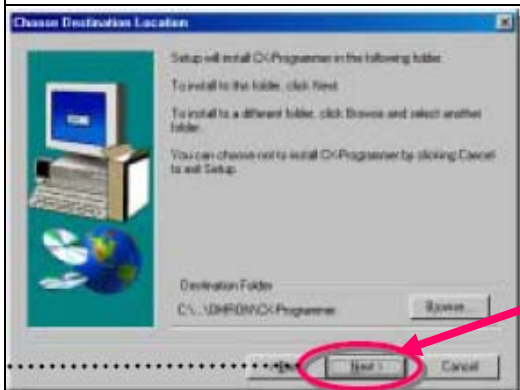 Choose Destination Location
Setup will install CX-Programmer in the following folder.
To install to this folder, click Next.
To install to a different folder, click Browse and select another
folder.
You can choose not to install CX-Programmer by clicking Cancel
to exit Setup.
Destination Folder
C:\...\OMRON\CX-Programmer
Browse...
Next >
Cancel